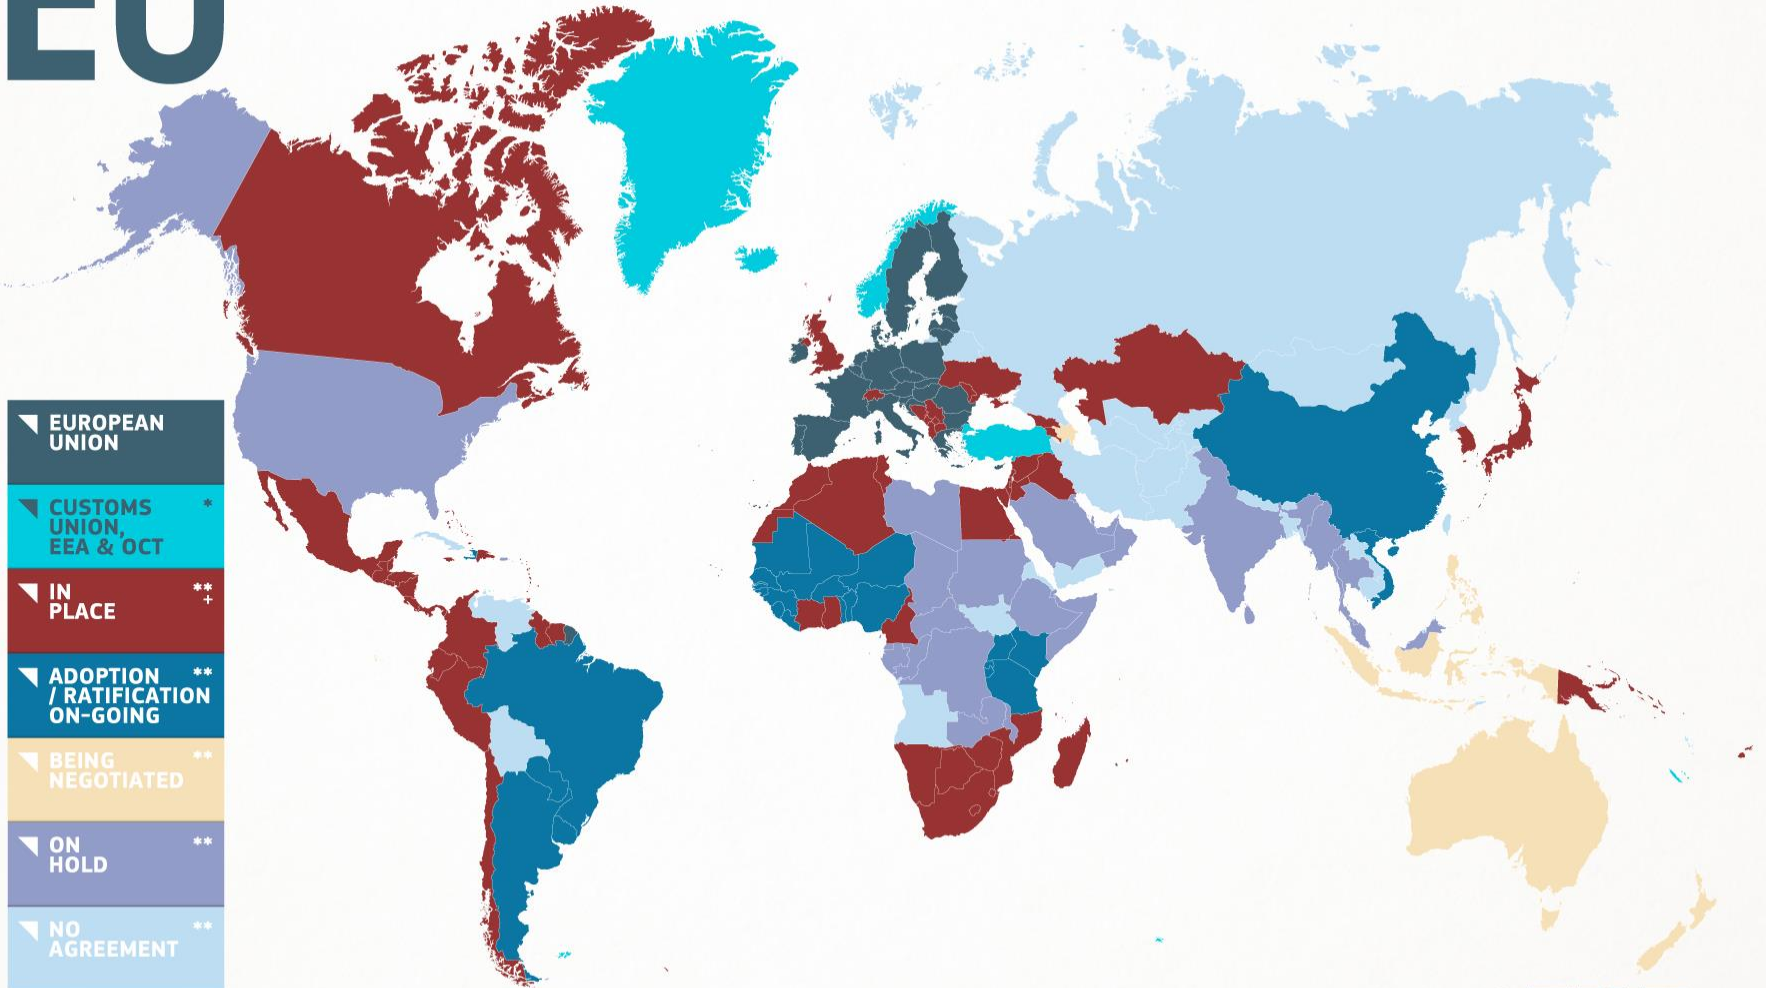 EU
EUROPEAN
UNION
CUSTOMS *
UNION,
EEA & OCT
IN **
PLACE +
ADOPTION **
/ RATIFICATION
ON-GOING
BEING **
NEGOTIATED
ON **
HOLD
NO **
AGREEMENT